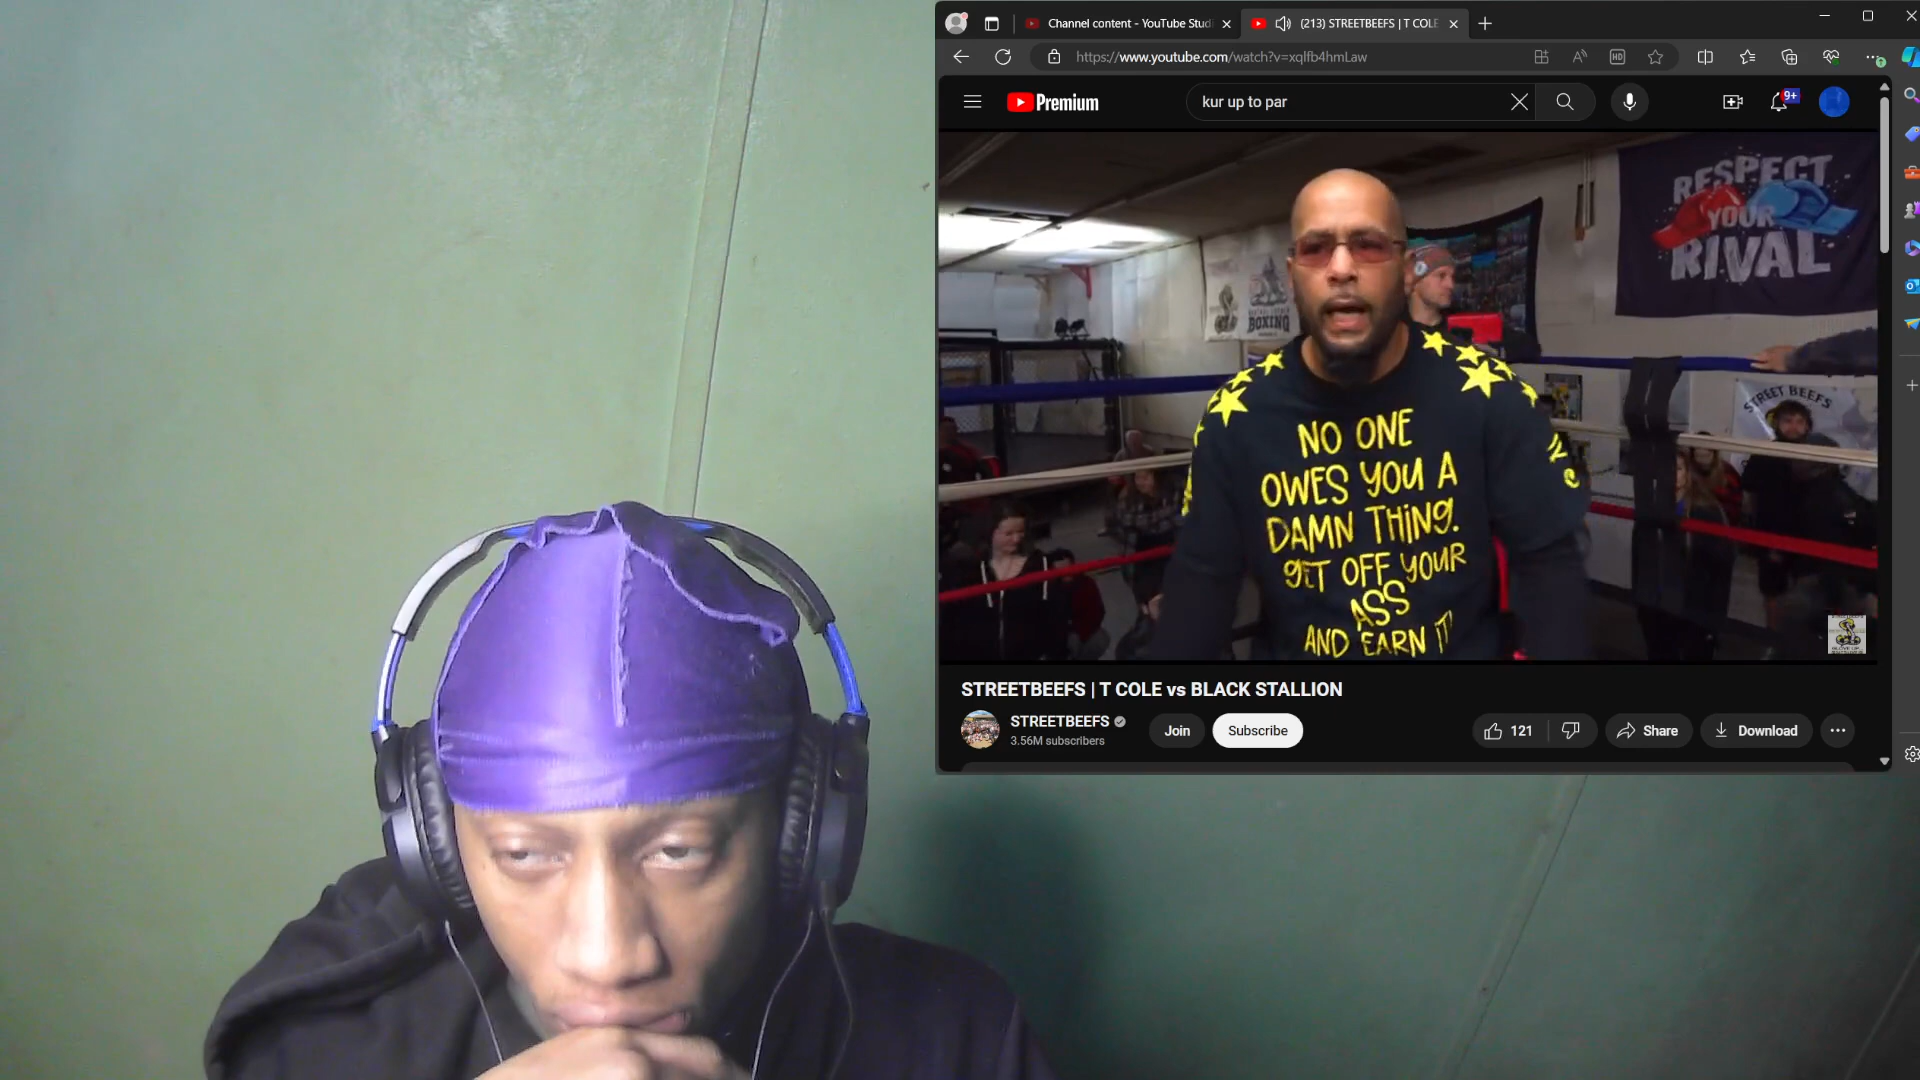 Channel content - YouTube Studi
(213) STREETBEEFS | T COLE
https://www.youtube.com/watch?v=xqlfb4hmLaw
HD
Premium
kur up to par
9+
RESPECT
YOUR
RIVAL
BOXING
STREET BEEFS
NO ONE
OWES YOU A
DAMN THING.
GET OFF YOUR
ASS
AND EARN IT
STREETBEEFS | T COLE vs BLACK STALLION
STREETBEEFS
3.56M subscribers
Join
Subscribe
121
Share
Download